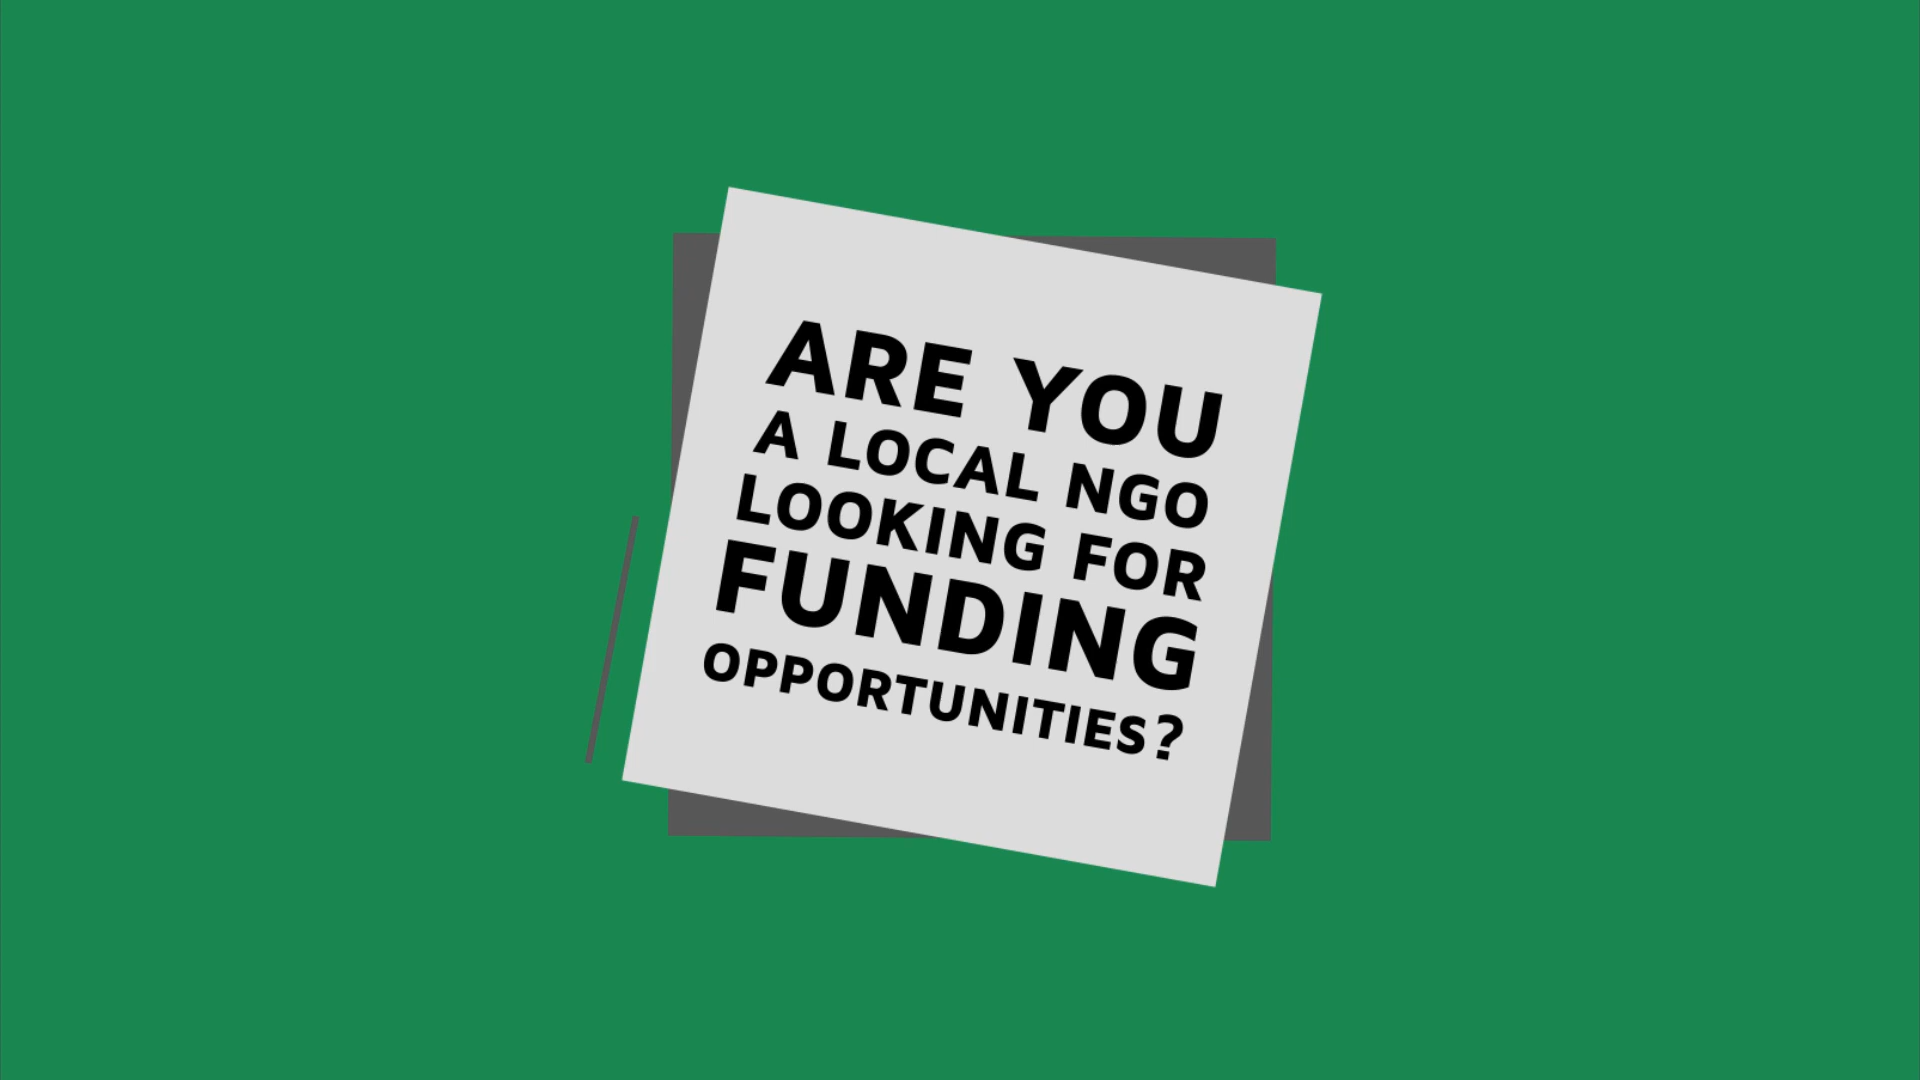 ARE YOU
A LOCAL NGO
LOOKING FOR
FUNDING
OPPORTUNITIES?